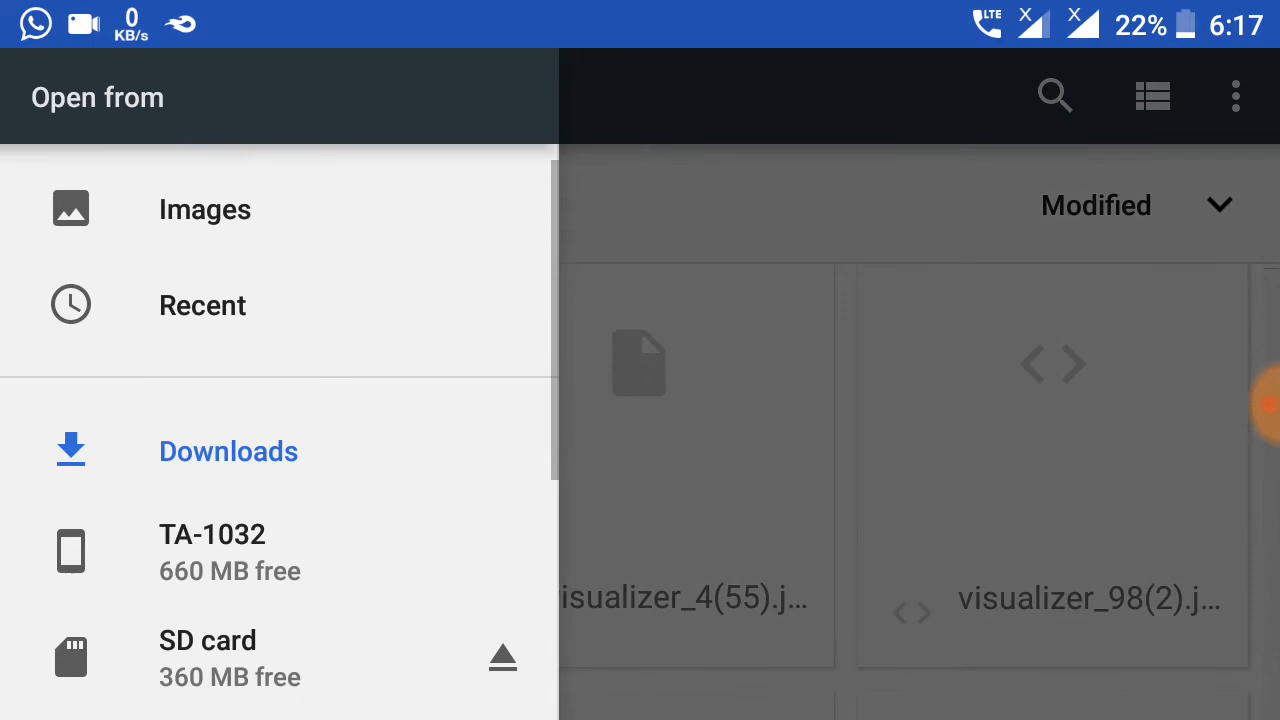 0
KB/s
LTE
X
X
22%
6:17
Open from
Images
Recent
Downloads
TA-1032
660 MB free
SD card
360 MB free
Modified
isualizer_4(55).j...
visualizer_98(2).j...